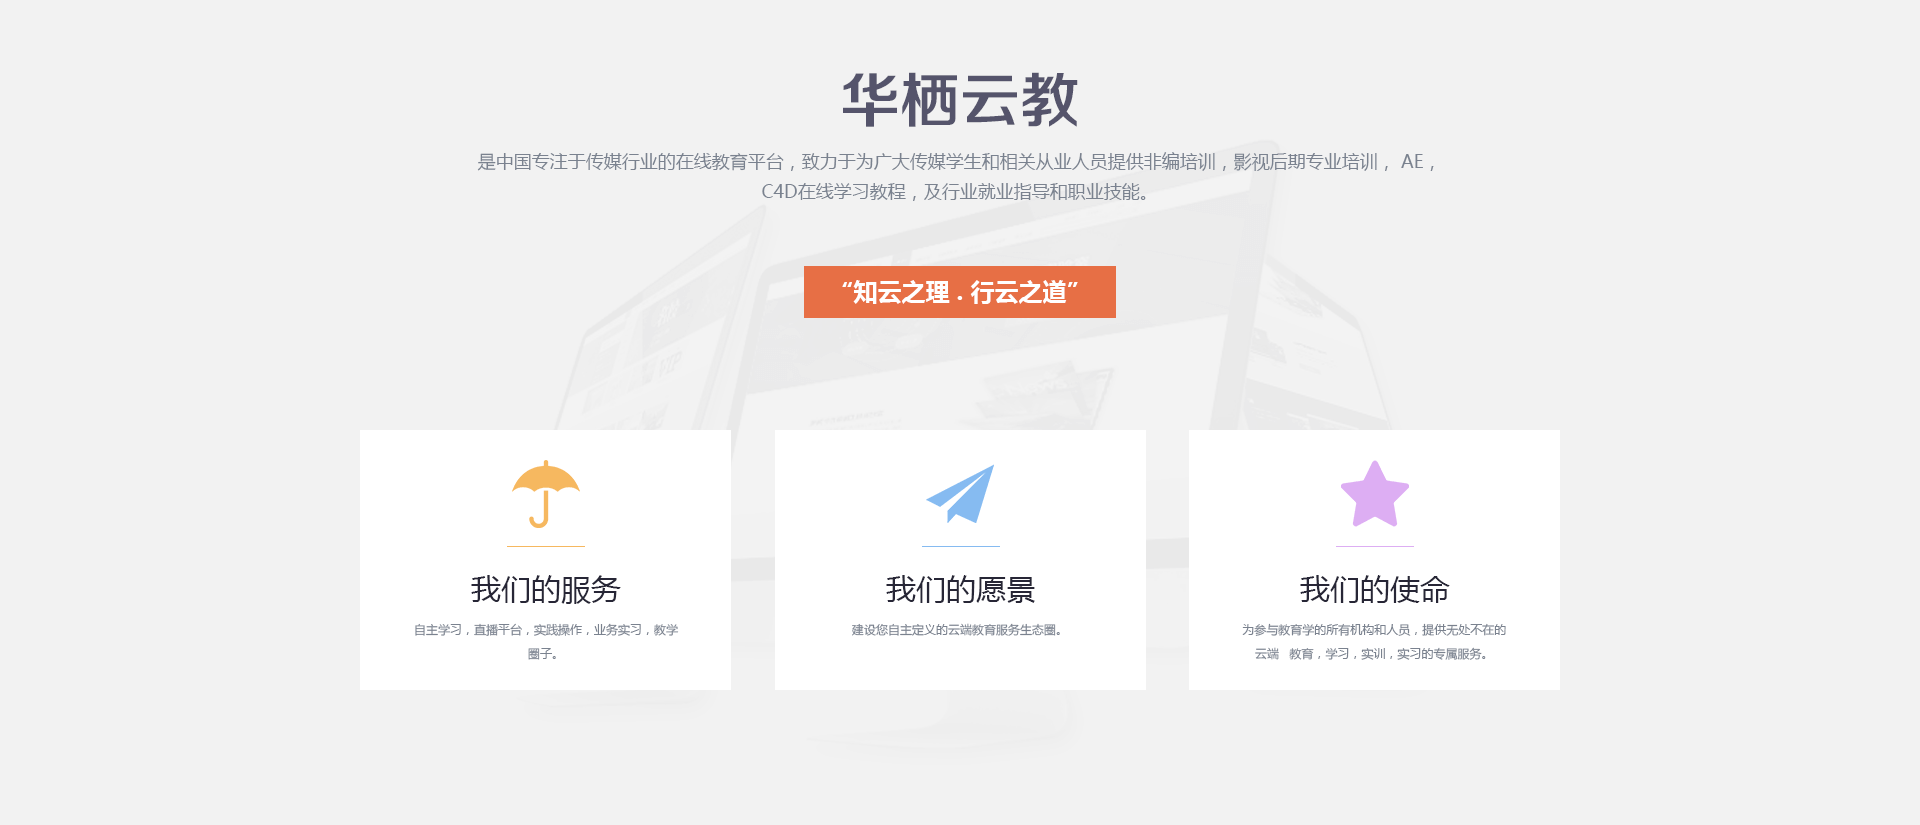 华栖云教
是中国专注于传媒行业的在线教育平台，致力于为广大传媒学生和相关从业人员提供非编培训，影视后期专业培训， AE，
C4D在线学习教程，及行业就业指导和职业技能。
“知云之理 . 行云之道”
我们的服务
自主学习，直播平台，实践操作，业务实习，教学
圈子。
我们的愿景
建设您自主定义的云端教育服务生态圈。
我们的使命
为参与教育学的所有机构和人员，提供无处不在的
云端 教育，学习，实训，实习的专属服务。